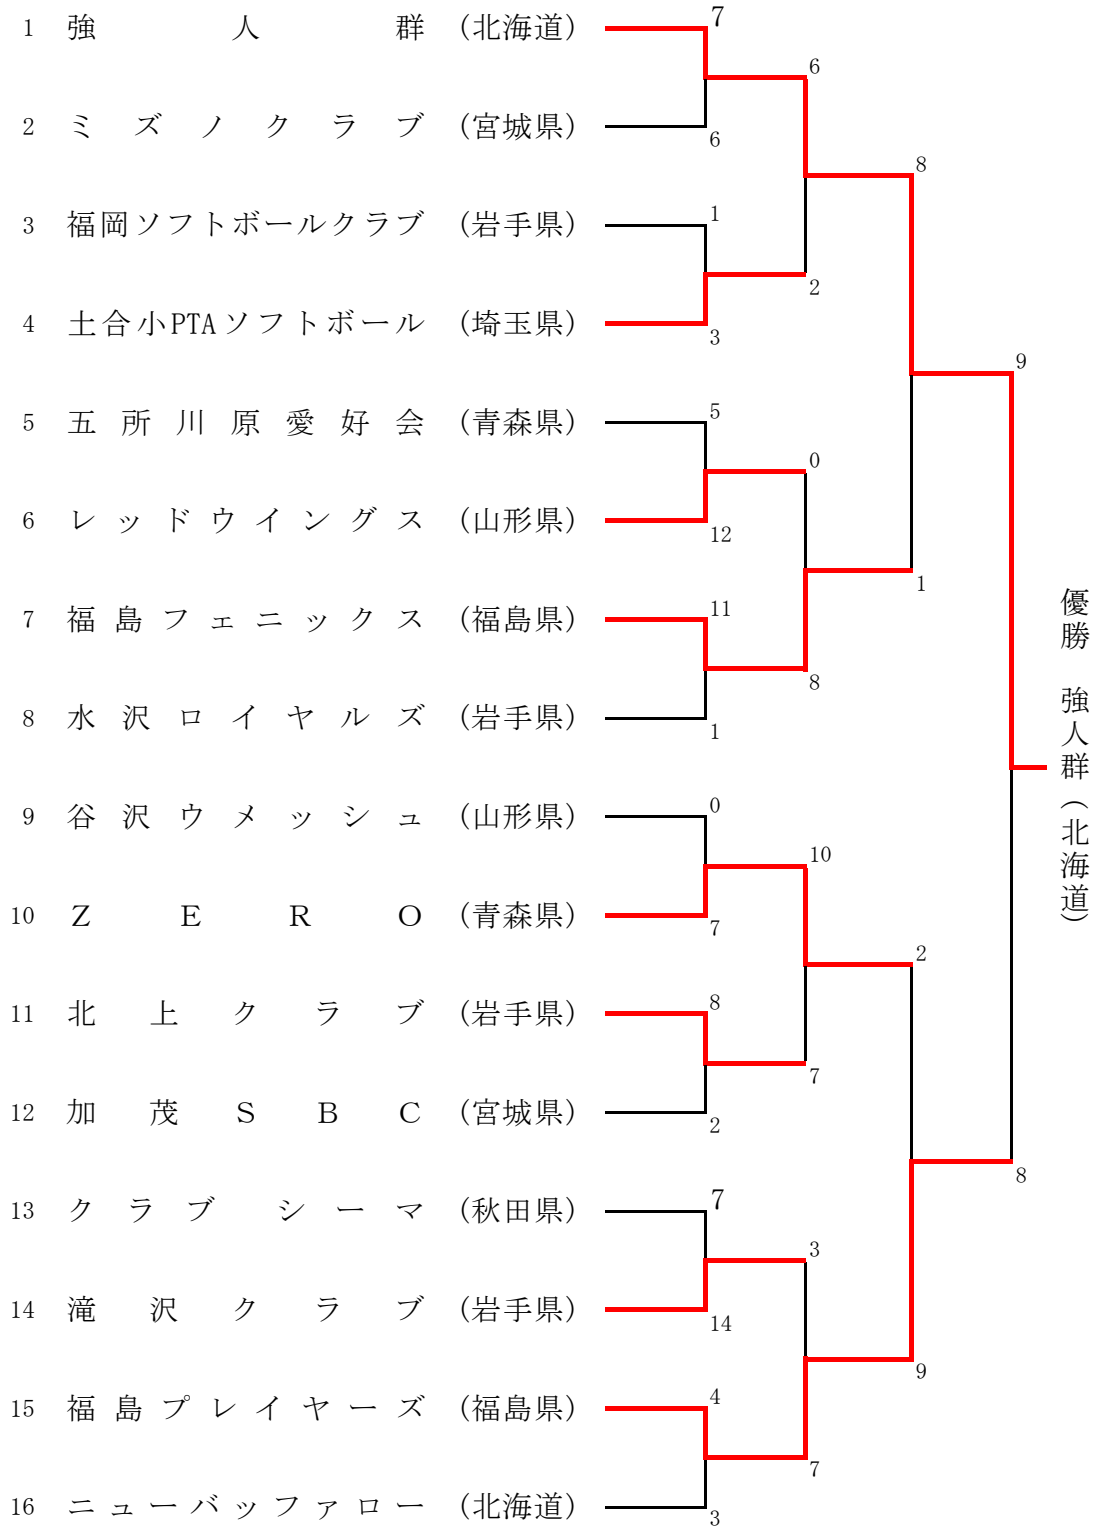 1 強人群 (北海道) 7
6
2 ミズノクラブ (宮城県) 6
8
3 福岡ソフトボールクラブ (岩手県) 1
2
4 土合小PTAソフトボール (埼玉県) 3
9
5 五所川原愛好会 (青森県) 5
0
6 レッドウイングス (山形県) 12
1
7 福島フェニックス (福島県) 11
8
8 水沢ロイヤルズ (岩手県) 1
優勝 強人群(北海道)
9 谷沢ウメッシュ (山形県) 0
10
10 ZERO (青森県) 7
2
11 北上クラブ (岩手県) 8
7
12 加茂SBC (宮城県) 2
8
13 クラブ シーマ (秋田県) 7
3
14 滝沢クラブ (岩手県) 14
9
15 福島プレイヤーズ (福島県) 4
7
16 ニューバッファロー (北海道) 3